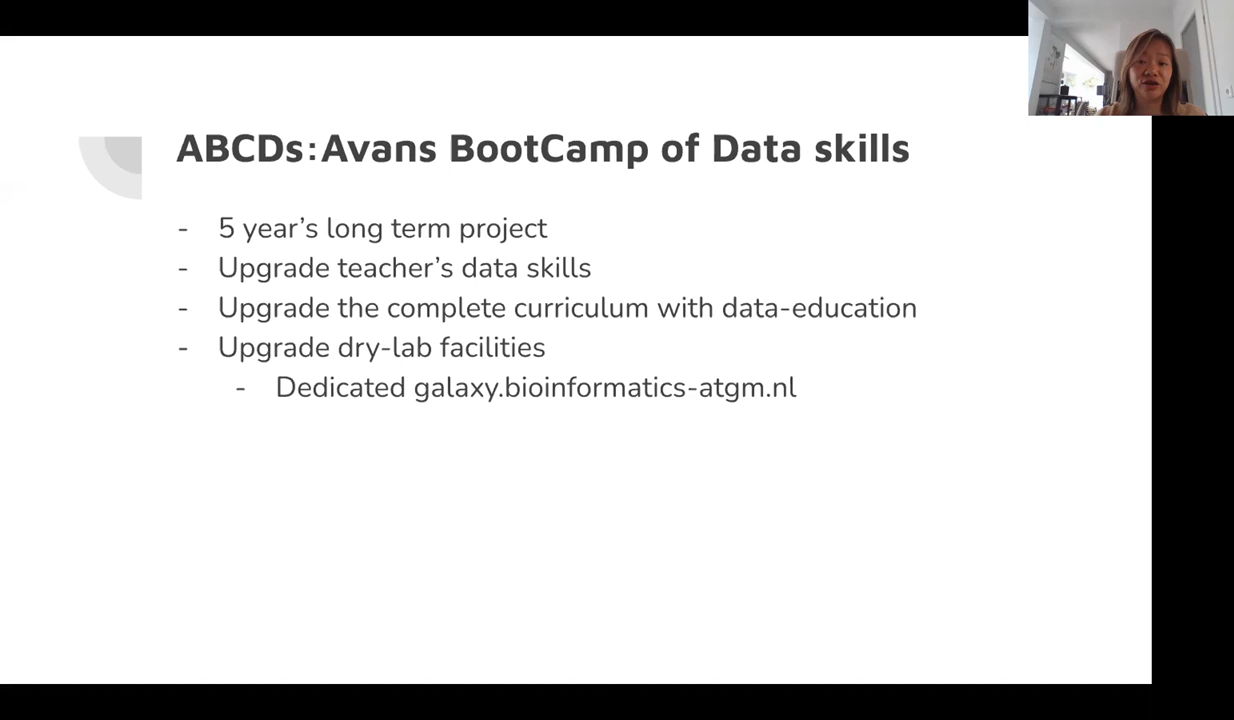 ABCDs: Avans BootCamp of Data skills
- 5 year's long term project
- Upgrade teacher's data skills
- Upgrade the complete curriculum with data-education
- Upgrade dry-lab facilities
- Dedicated galaxy.bioinformatics-atgm.nl